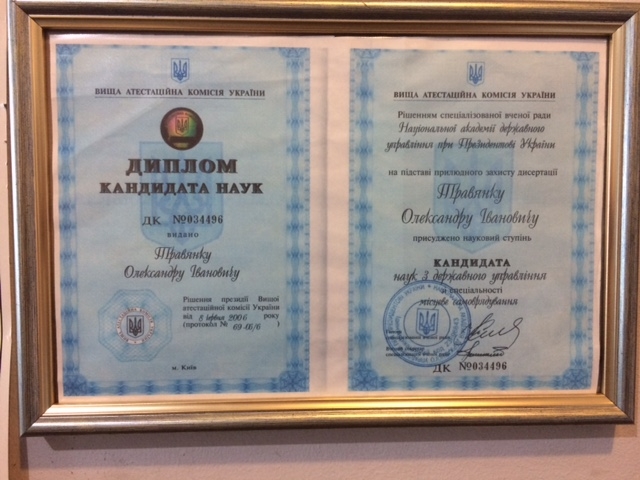 ВИЩА АТЕСТАЦІЙНА КОМІСІЯ УКРАЇНИ
ДИПЛОМ
КАНДИДАТА НАУК
ДК №034496
видано
Травянку
Олександру Івановичу
Рішення президії Вищої
атестаційної комісії України
від 8 червня 2006 року
(протокол № 69-06/6 )
м. Київ
ВИЩА АТЕСТАЦІЙНА КОМІСІЯ УКРАЇНИ
Рішенням спеціалізованої вченої ради
Національної академії державного
управління при Президентові України
на підставі прилюдного захисту дисертації
Травянку
Олександру Івановичу
присуджено науковий ступінь
КАНДИДАТА
наук з державного управління
зі спеціальності
місцеве самоврядування
ДК №034496